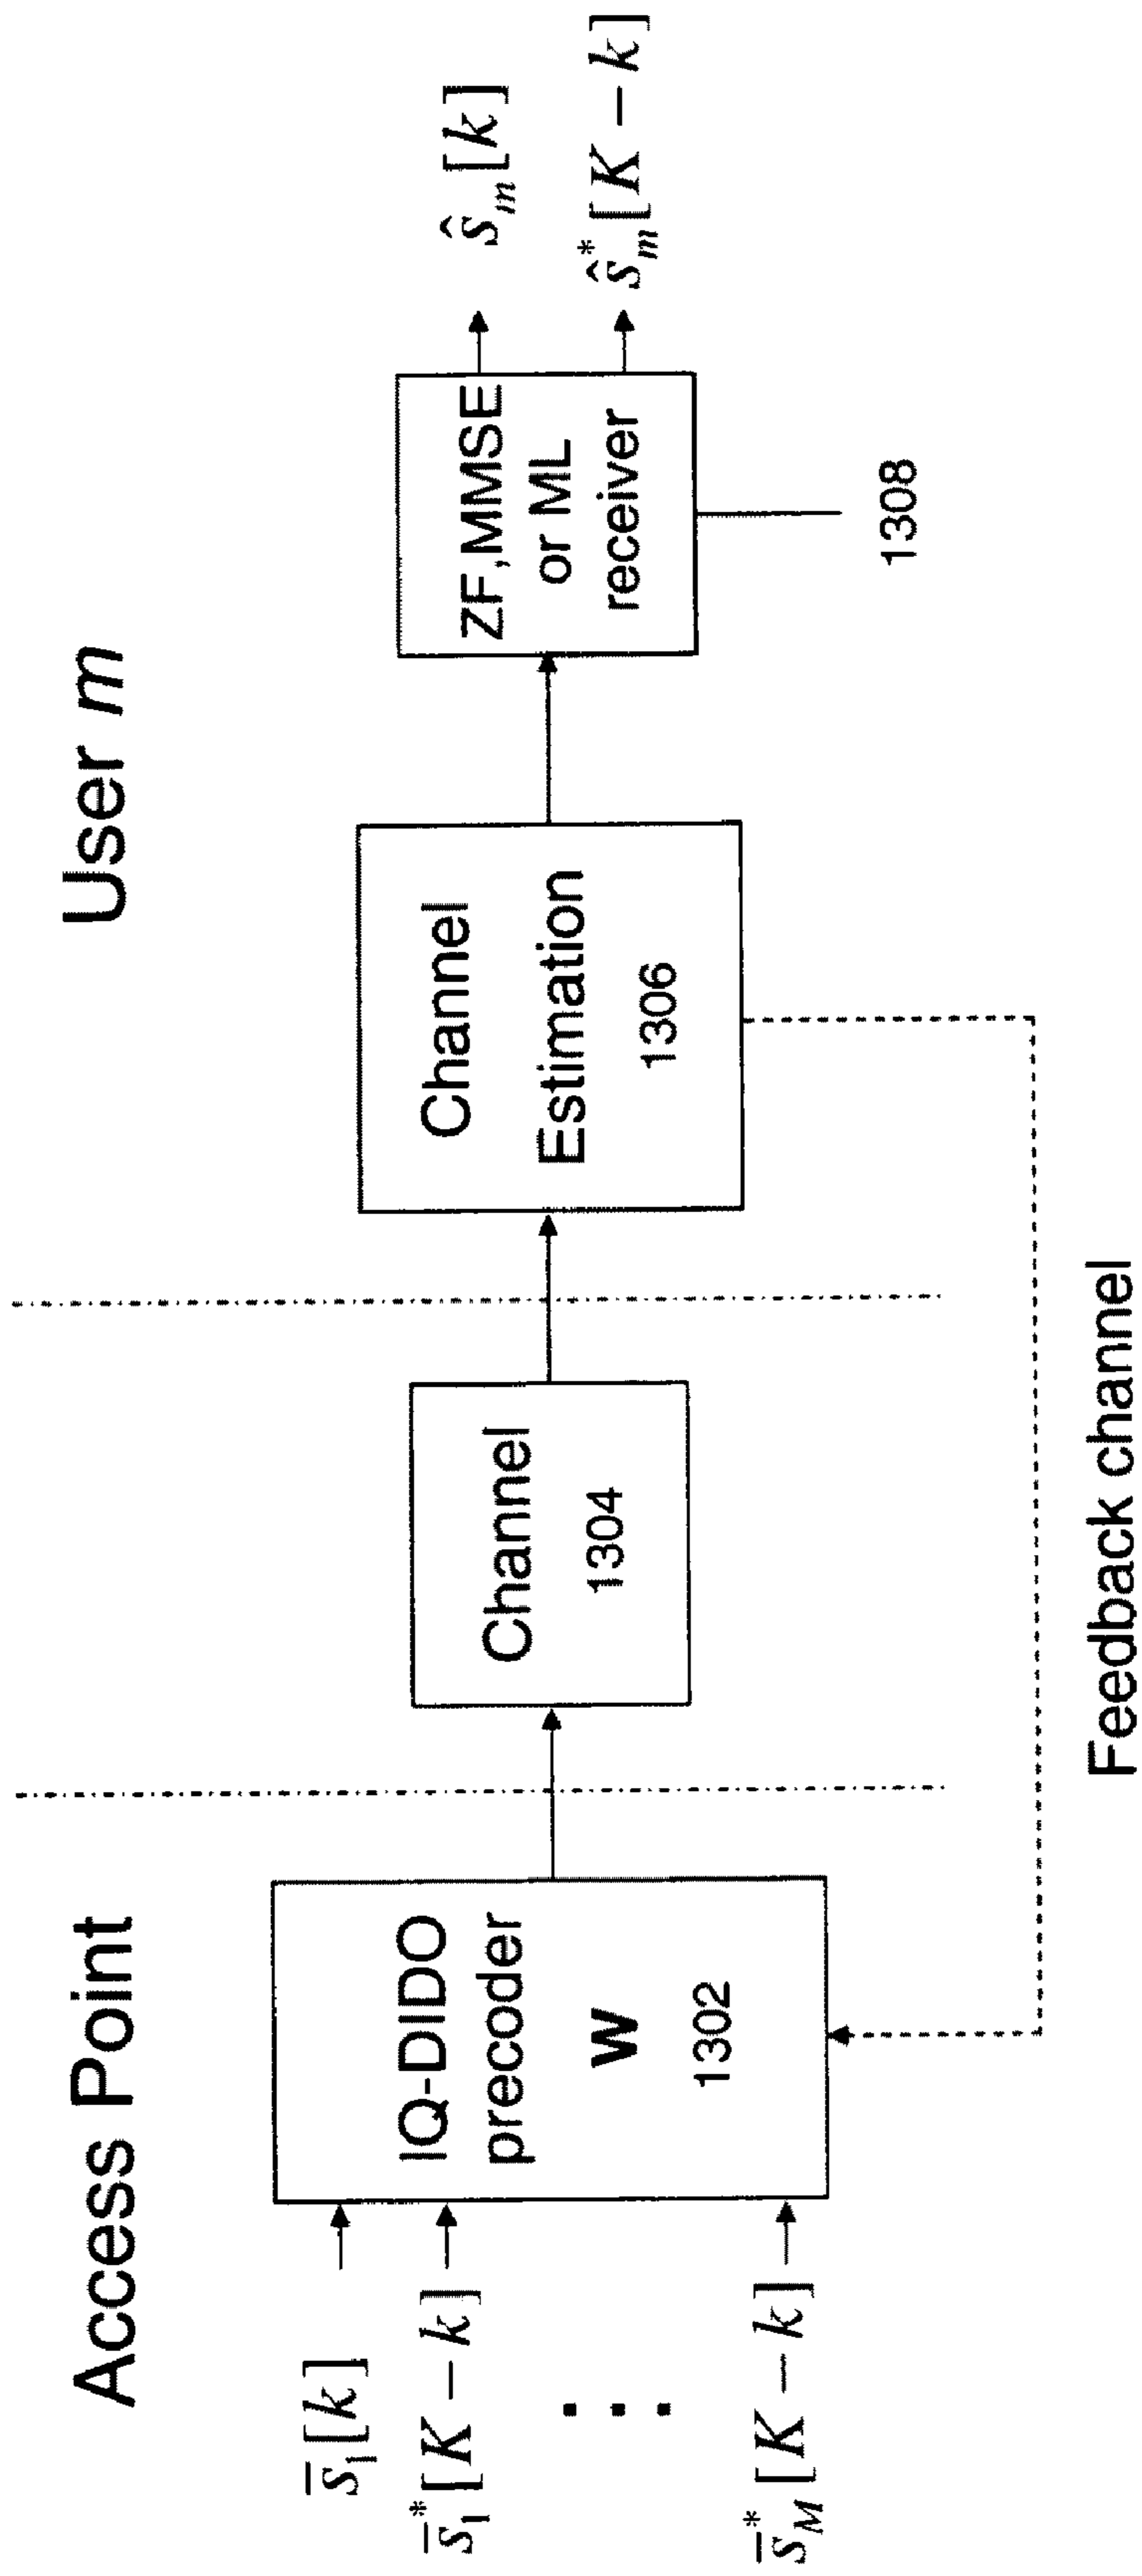 Access Point
User m
s̄₁[k]
s̄₁*[K − k]
⋮
s̄_M*[K − k]
IQ-DIDO
precoder
W
1302
Channel
1304
Channel
Estimation
1306
ZF,MMSE
or ML
receiver
1308
ŝₘ[k]
ŝₘ*[K − k]
Feedback channel